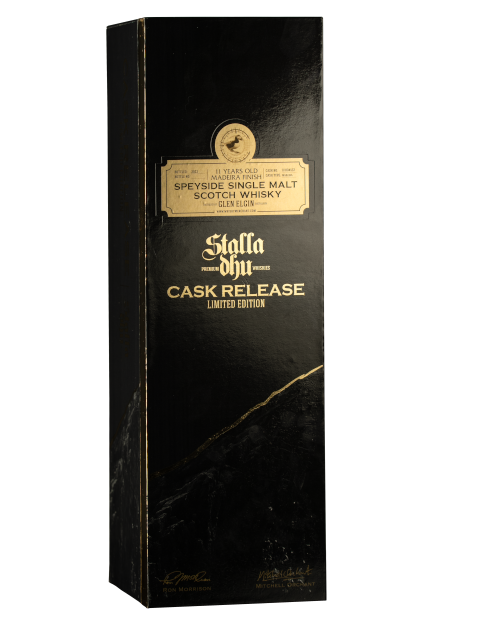 11 YEARS OLD
MADEIRA FINISH
SPEYSIDE SINGLE MALT
SCOTCH WHISKY
GLEN ELGIN
Stalla
dhu
PREMIUM WHISKIES
CASK RELEASE
LIMITED EDITION